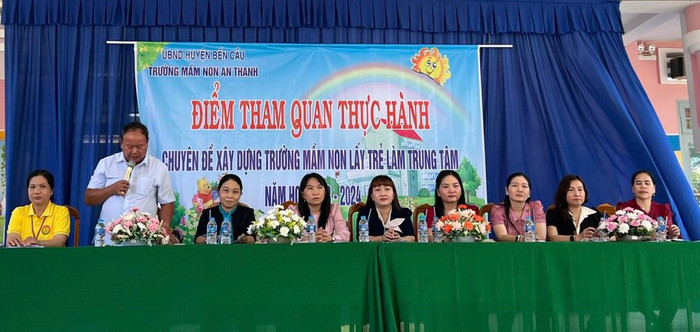 UBND HUYỆN BẾN CẦU
TRƯỜNG MẦM NON AN THẠNH
ĐIỂM THAM QUAN THỰC HÀNH
CHUYÊN ĐỀ XÂY DỰNG TRƯỜNG MẦM NON LẤY TRẺ LÀM TRUNG TÂM
NĂM - 2024